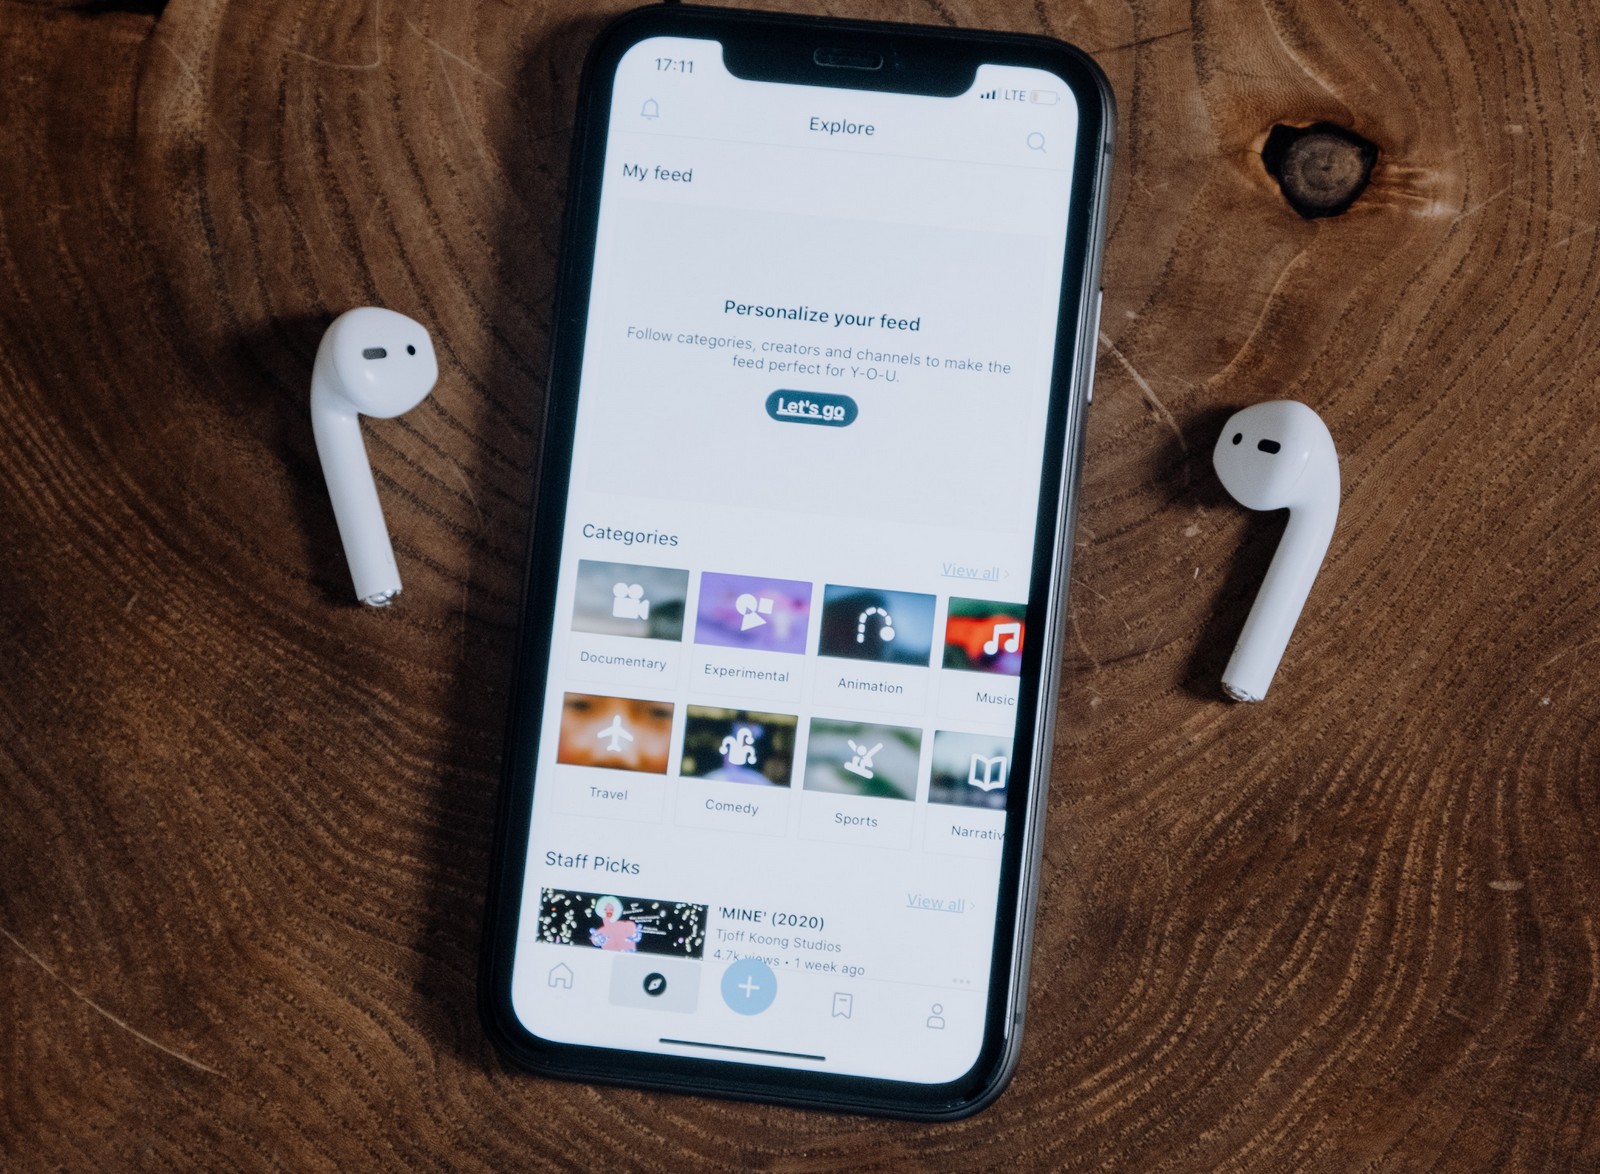 17:11
LTE
Explore
My feed
Personalize your feed
Follow categories, creators and channels to make the
feed perfect for Y-O-U.
Let's go
Categories
View all
Documentary
Experimental
Animation
Music
Travel
Comedy
Sports
Narrativ
Staff Picks
View all
'MINE' (2020)
Tjoff Koong Studios
4.7k views • 1 week ago